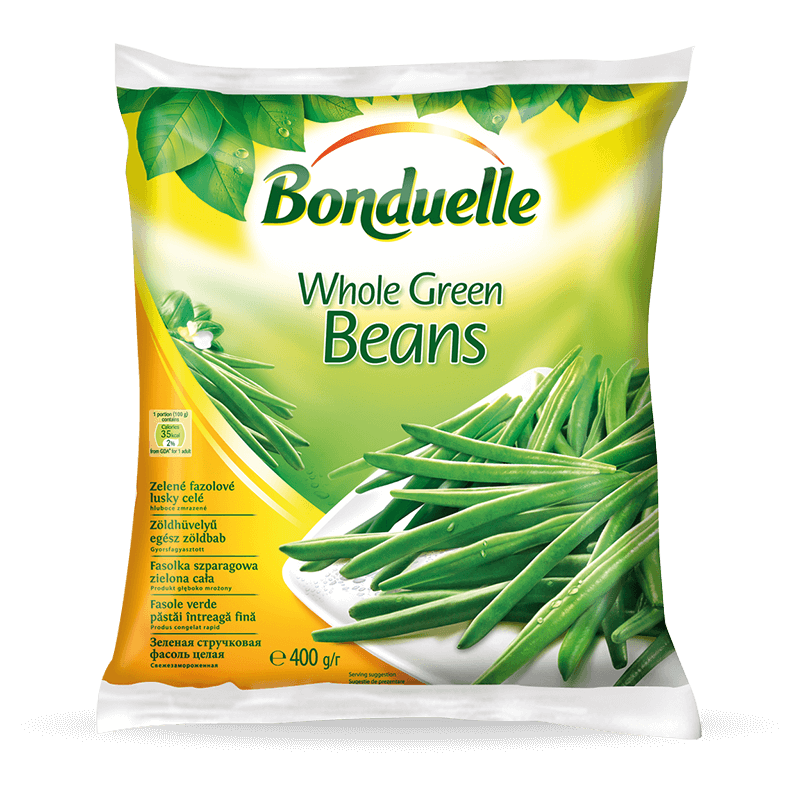 Bonduelle
Whole Green
Beans
1 portion (100 g)
contains
Calories
35kcal
2%
from GDA* for 1 adult
Zelené fazolové
lusky celé
hluboce zmrazené
Zöldhüvelyű
egész zöldbab
Gyorsfagyasztott
Fasolka szparagowa
zielona cała
Produkt głęboko mrożony
Fasole verde
păstăi întreagă fină
Produs congelat rapid
Зеленая стручковая
фасоль целая
Свежезамороженная
℮ 400 g/г
Serving suggestion
Sugestie de prezentare